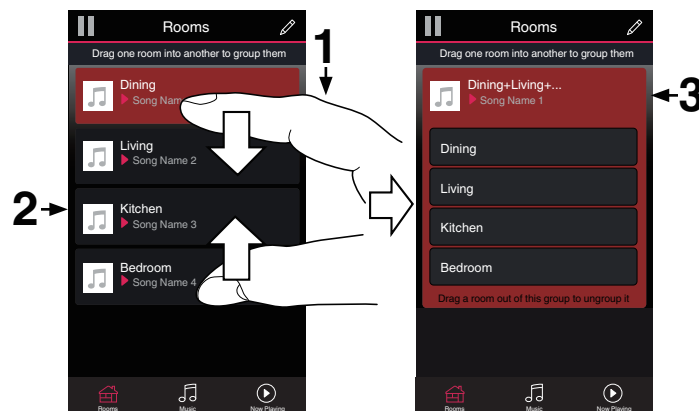 Rooms
Drag one room into another to group them
1
Dining
Song Nam
Living
Song Name 2
2
Kitchen
Song Name 3
Bedroom
Song Name 4
Rooms
Music
Now Playing
Rooms
Drag one room into another to group them
Dining+Living+...
Song Name 1
3
Dining
Living
Kitchen
Bedroom
Drag a room out of this group to ungroup it
Rooms
Music
Now Playing